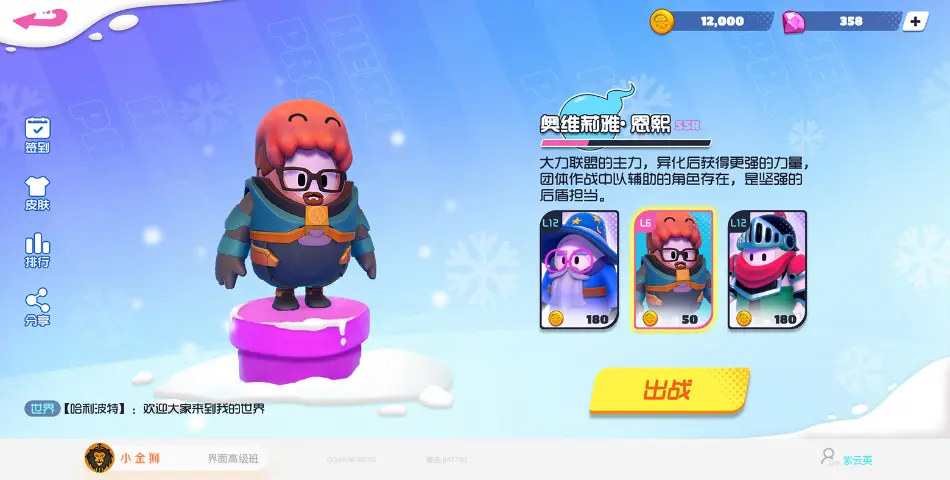 12,000
358
签到
皮肤
排行
分享
奥维莉雅·恩熙 SSR
大力联盟的主力，异化后获得更强的力量，
团体作战中以辅助的角色存在，是坚强的
后盾担当。
L12
L6
L12
180
50
180
出战
世界【哈利波特】：欢迎大家来到我的世界
小金狮
界面高级班
紫云英